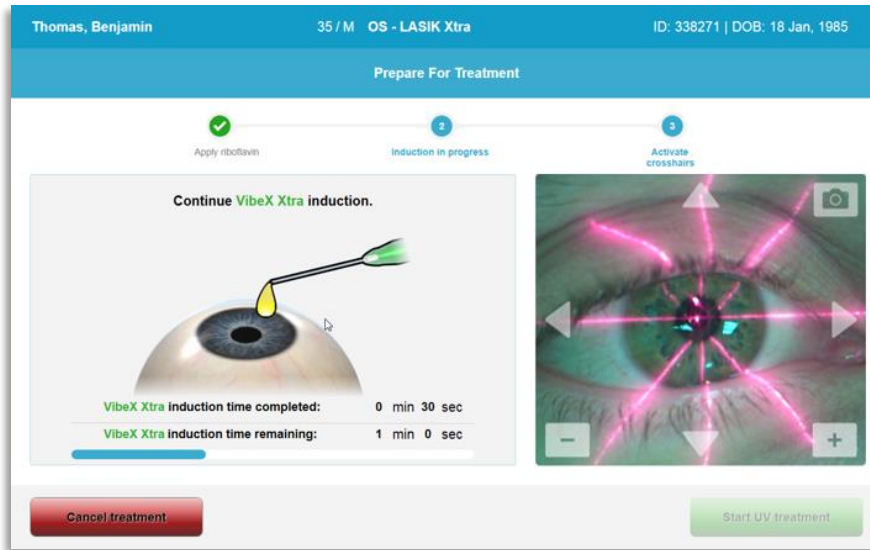 Thomas, Benjamin 35 / M OS - LASIK Xtra ID: 338271 | DOB: 18 Jan, 1985
Prepare For Treatment
2 3
Apply riboflavin Induction in progress Activate
crosshairs
Continue VibeX Xtra induction.
VibeX Xtra induction time completed: 0 min 30 sec
VibeX Xtra induction time remaining: 1 min 0 sec
Cancel treatment Start UV treatment